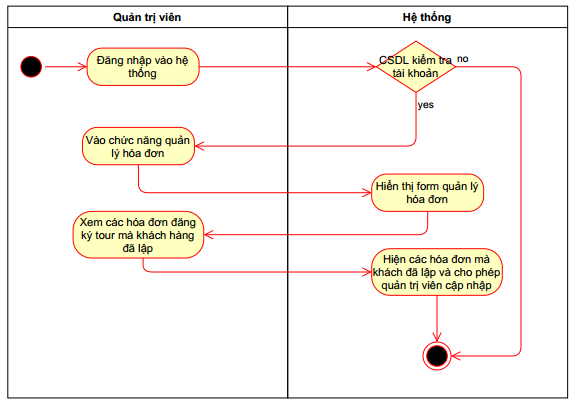 Quản trị viên
Hệ thống
Đăng nhập vào hệ
thống
CSDL kiểm tra
tài khoản
no
yes
Vào chức năng quản
lý hóa đơn
Hiển thị form quản lý
hóa đơn
Xem các hóa đơn đăng
ký tour mà khách hàng
đã lập
Hiện các hóa đơn mà
khách đã lập và cho phép
quản trị viên cập nhập